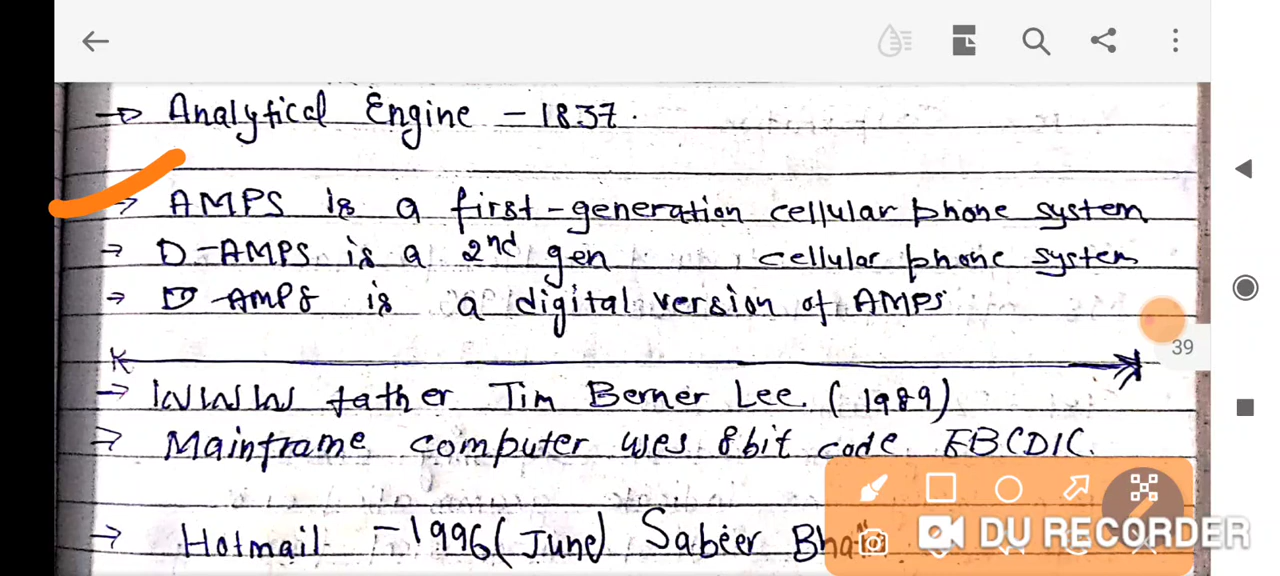 → Analytical Engine - 1837.
→ AMPS is a first-generation cellular phone system
→ D-AMPS is a 2nd gen cellular phone system
→ D-AMPS is a digital version of AMPS
39
→ WWW father Tim Berner Lee. (1989)
→ Mainframe computer uses 8bit code EBCDIC.
→ Hotmail - 1996 (June) Sabeer
DU RECORDER